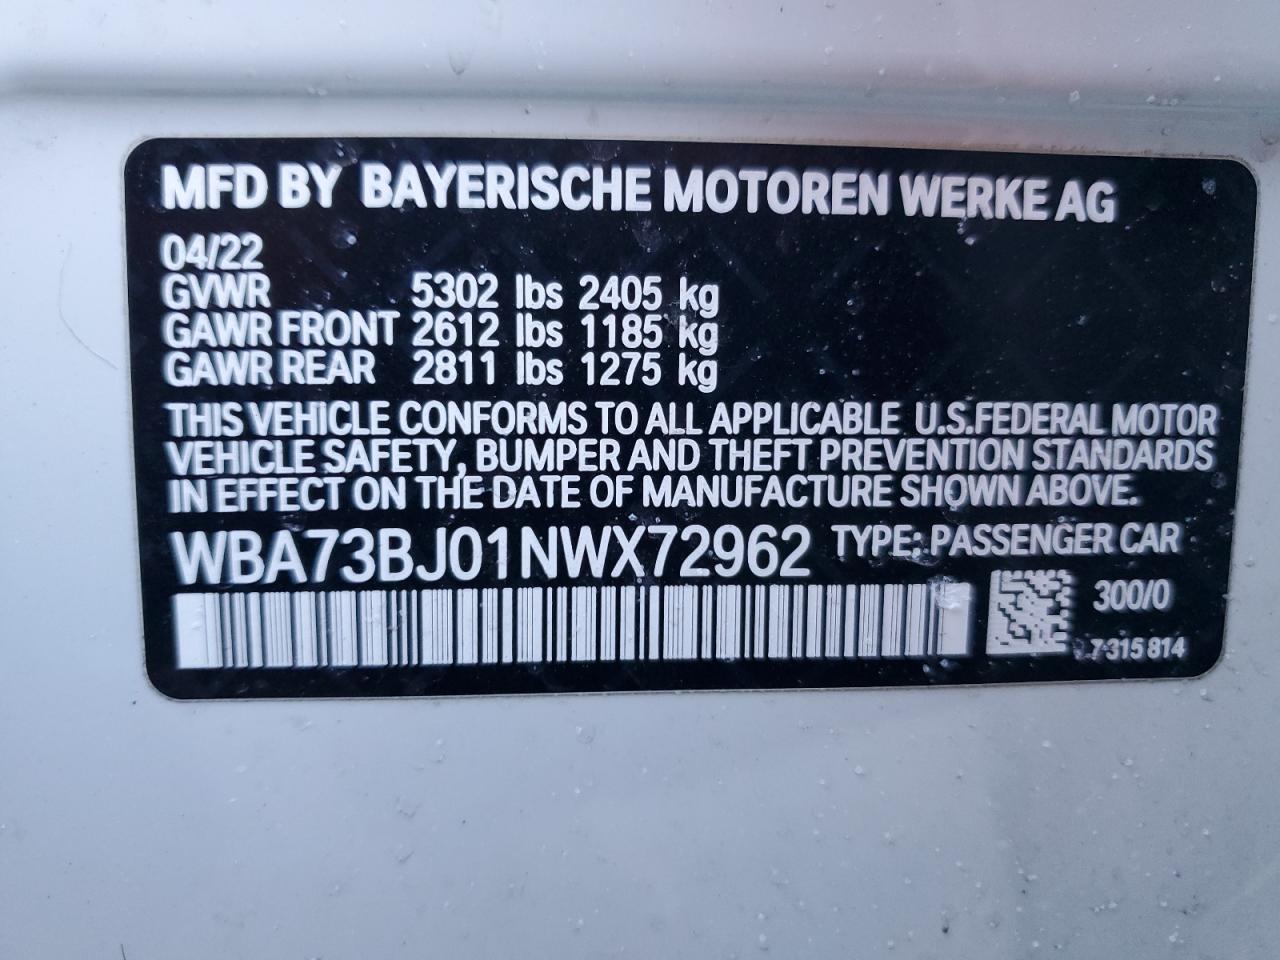 MFD BY BAYERISCHE MOTOREN WERKE AG
04/22
GVWR 5302 lbs 2405 kg
GAWR FRONT 2612 lbs 1185 kg
GAWR REAR 2811 lbs 1275 kg
THIS VEHICLE CONFORMS TO ALL APPLICABLE U.S.FEDERAL MOTOR
VEHICLE SAFETY, BUMPER AND THEFT PREVENTION STANDARDS
IN EFFECT ON THE DATE OF MANUFACTURE SHOWN ABOVE.
WBA73BJ01NWX72962 TYPE: PASSENGER CAR
300/0
7 315 814